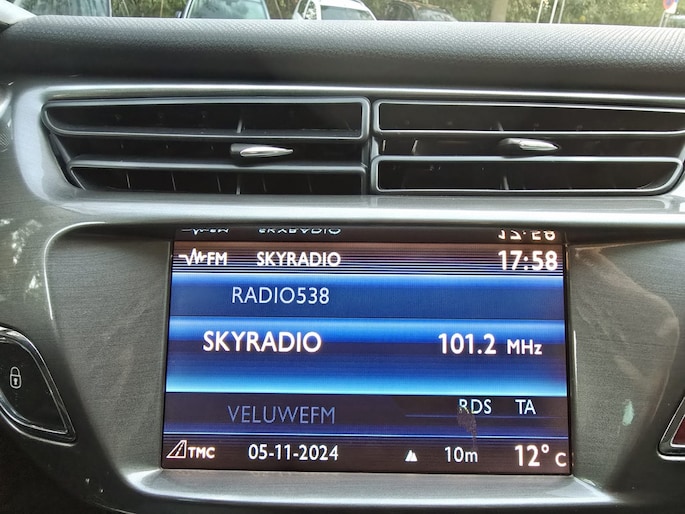 FM SKYRADIO 17:58
RADIO538
SKYRADIO 101.2 MHz
VELUWEFM RDS TA
TMC 05-11-2024 10m 12° C